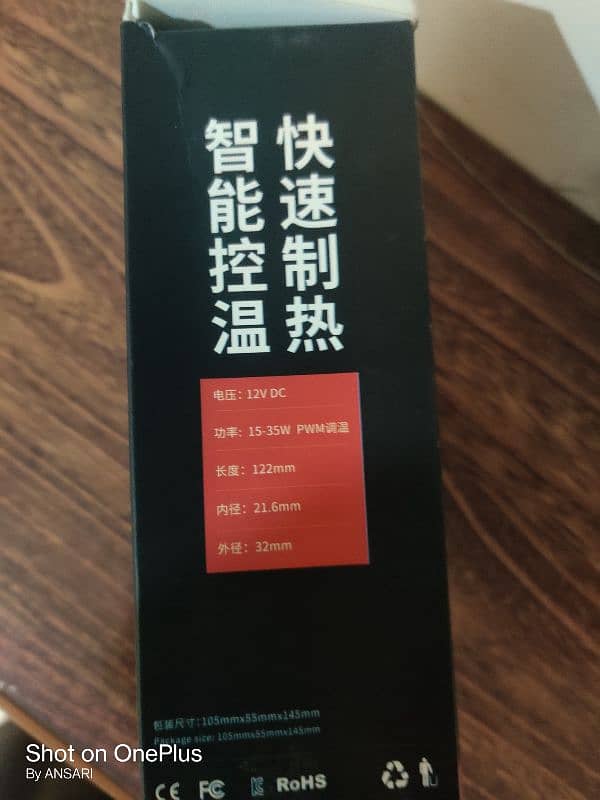 快速制热
智能控温
电压：12V DC
功率：15-35W PWM调温
长度：122mm
内径：21.6mm
外径：32mm
包装尺寸：105mmx55mmx145mm
Package size: 105mmx55mmx145mm
CE FC RoHS
Shot on OnePlus
By ANSARI